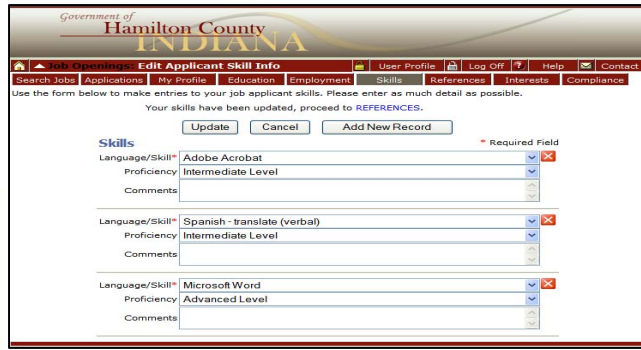 Government of
Hamilton County
INDIANA
Job Openings: Edit Applicant Skill Info User Profile Log Off Help Contact
Search Jobs Applications My Profile Education Employment Skills References Interests Compliance
Use the form below to make entries to your job applicant skills. Please enter as much detail as possible.
Your skills have been updated, proceed to REFERENCES.
Update Cancel Add New Record
Skills * Required Field
Language/Skill* Adobe Acrobat
Proficiency Intermediate Level
Comments
Language/Skill* Spanish - translate (verbal)
Proficiency Intermediate Level
Comments
Language/Skill* Microsoft Word
Proficiency Advanced Level
Comments